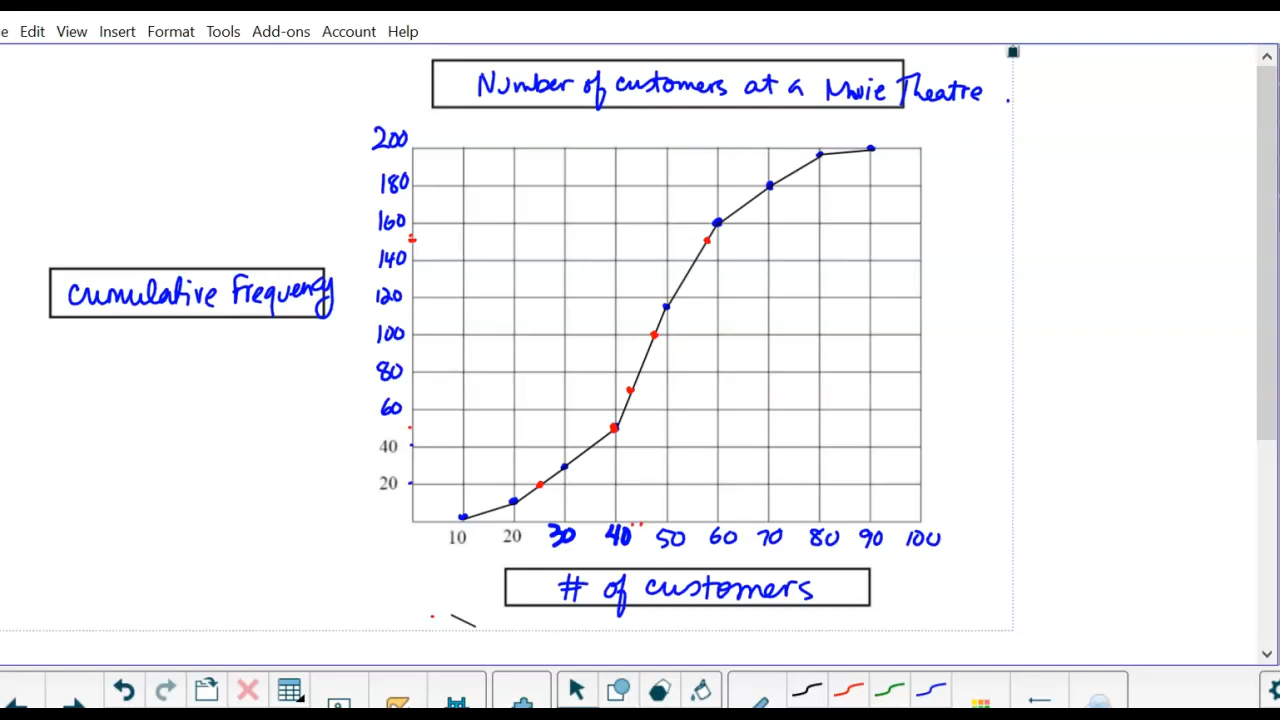 e Edit View Insert Format Tools Add-ons Account Help
Number of customers at a Movie Theatre
200
180
160
140
120
100
80
60
40
20
Cumulative Frequency
10 20 30 40 50 60 70 80 90 100
# of customers